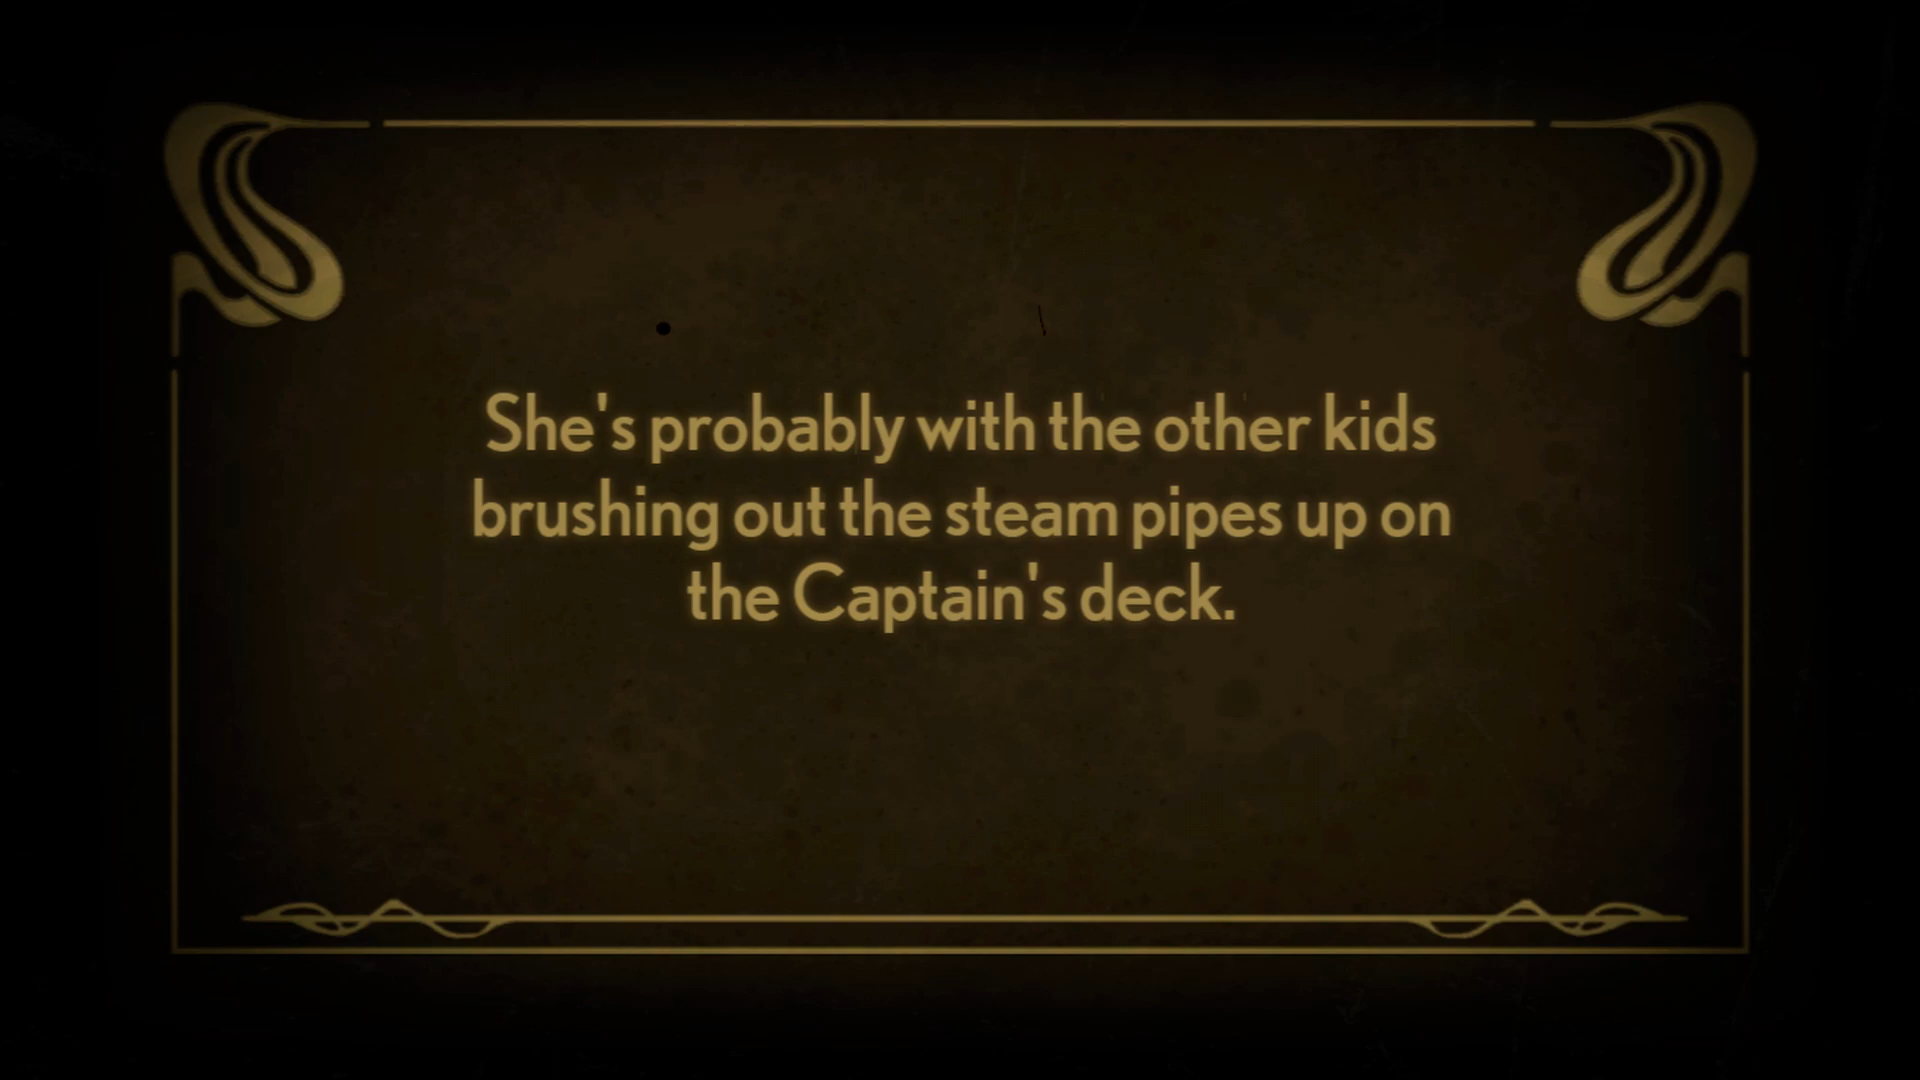 She's probably with the other kids
brushing out the steam pipes up on
the Captain's deck.